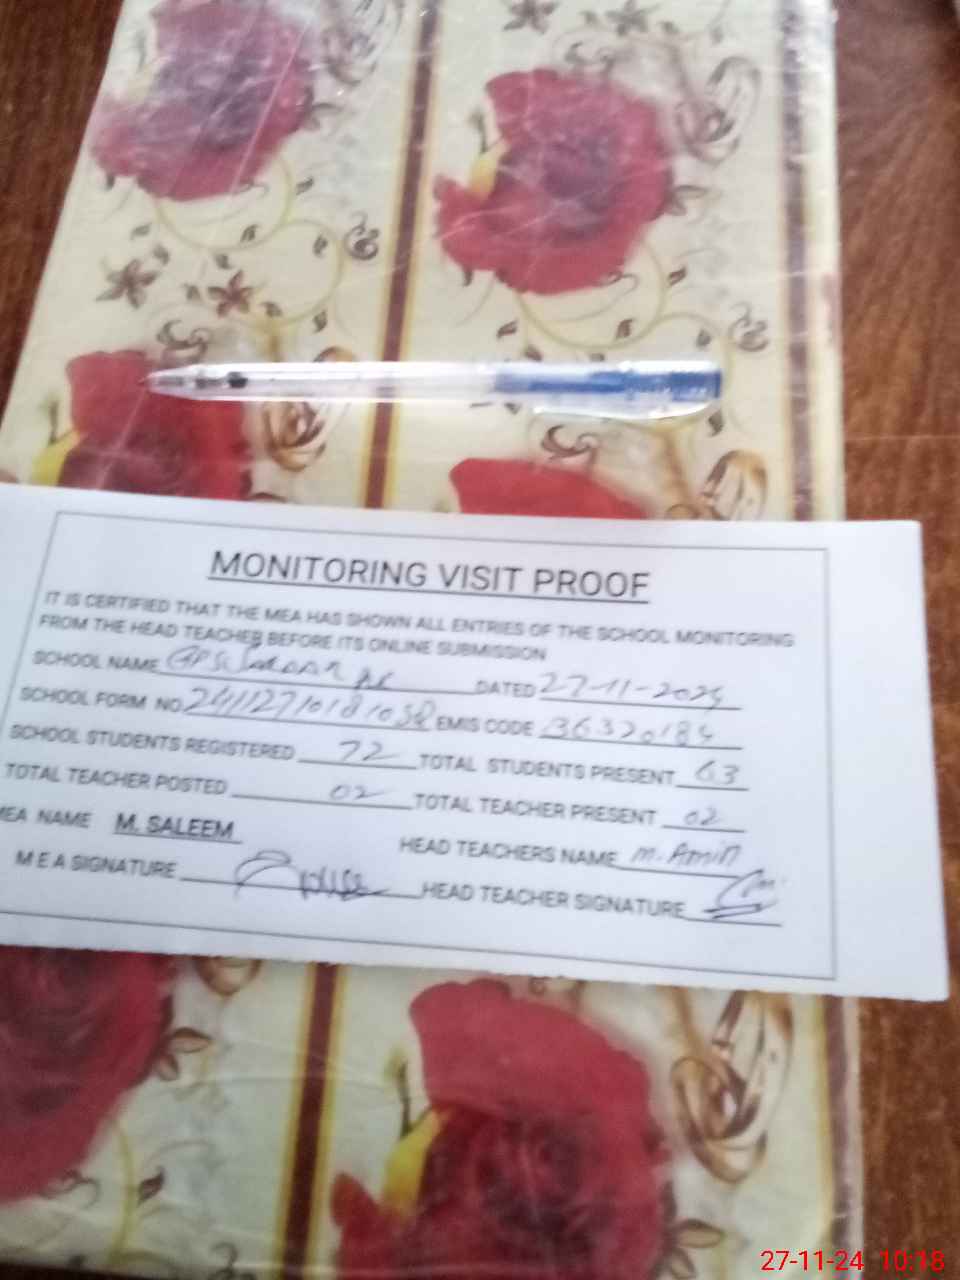 MONITORING VISIT PROOF
IT IS CERTIFIED THAT THE MEA HAS SHOWN ALL ENTRIES OF THE SCHOOL MONITORING
FROM THE HEAD TEACHER BEFORE ITS ONLINE SUBMISSION
SCHOOL NAME DATED 27-11-2024
SCHOOL FORM NO. EMIS CODE 36320184
SCHOOL STUDENTS REGISTERED 72 TOTAL STUDENTS PRESENT 63
TOTAL TEACHER POSTED 02 TOTAL TEACHER PRESENT 02
MEA NAME M. SALEEM HEAD TEACHERS NAME M. Amin
M E A SIGNATURE HEAD TEACHER SIGNATURE
27-11-24 10:18